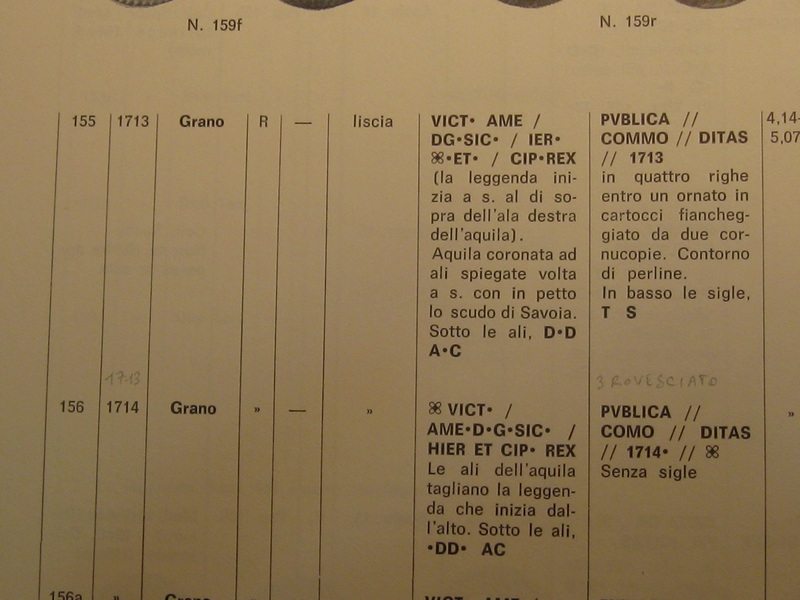 N. 159f
N. 159r
155 1713 Grano R — liscia
VICT• AME /
DG•SIC• / IER•
⌘•ET• / CIP•REX
(la leggenda ini-
zia a s. al di so-
pra dell'ala destra
dell'aquila).
Aquila coronata ad
ali spiegate volta
a s. con in petto
lo scudo di Savoia.
Sotto le ali, D•D
A•C
PVBLICA //
COMMO // DITAS
// 1713
in quattro righe
entro un ornato in
cartocci fiancheg-
giato da due cor-
nucopie. Contorno
di perline.
In basso le sigle,
T S
4,14-
5,07
1713
156 1714 Grano » — »
⌘ VICT• /
AME•D•G•SIC• /
HIER ET CIP• REX
Le ali dell'aquila
tagliano la leggen-
da che inizia dal-
l'alto. Sotto le ali,
•DD• AC
3 ROVESCIATO
PVBLICA //
COMO // DITAS
// 1714• // ⌘
Senza sigle
»
156a » Grano
VICT• AME /